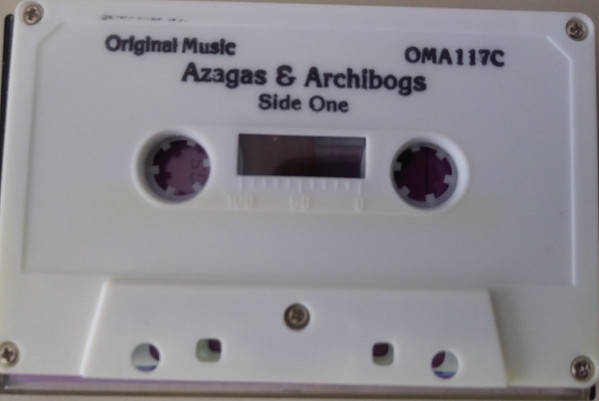 Original Music
OMA117C
Azagas & Archibogs
Side One
100 50 0